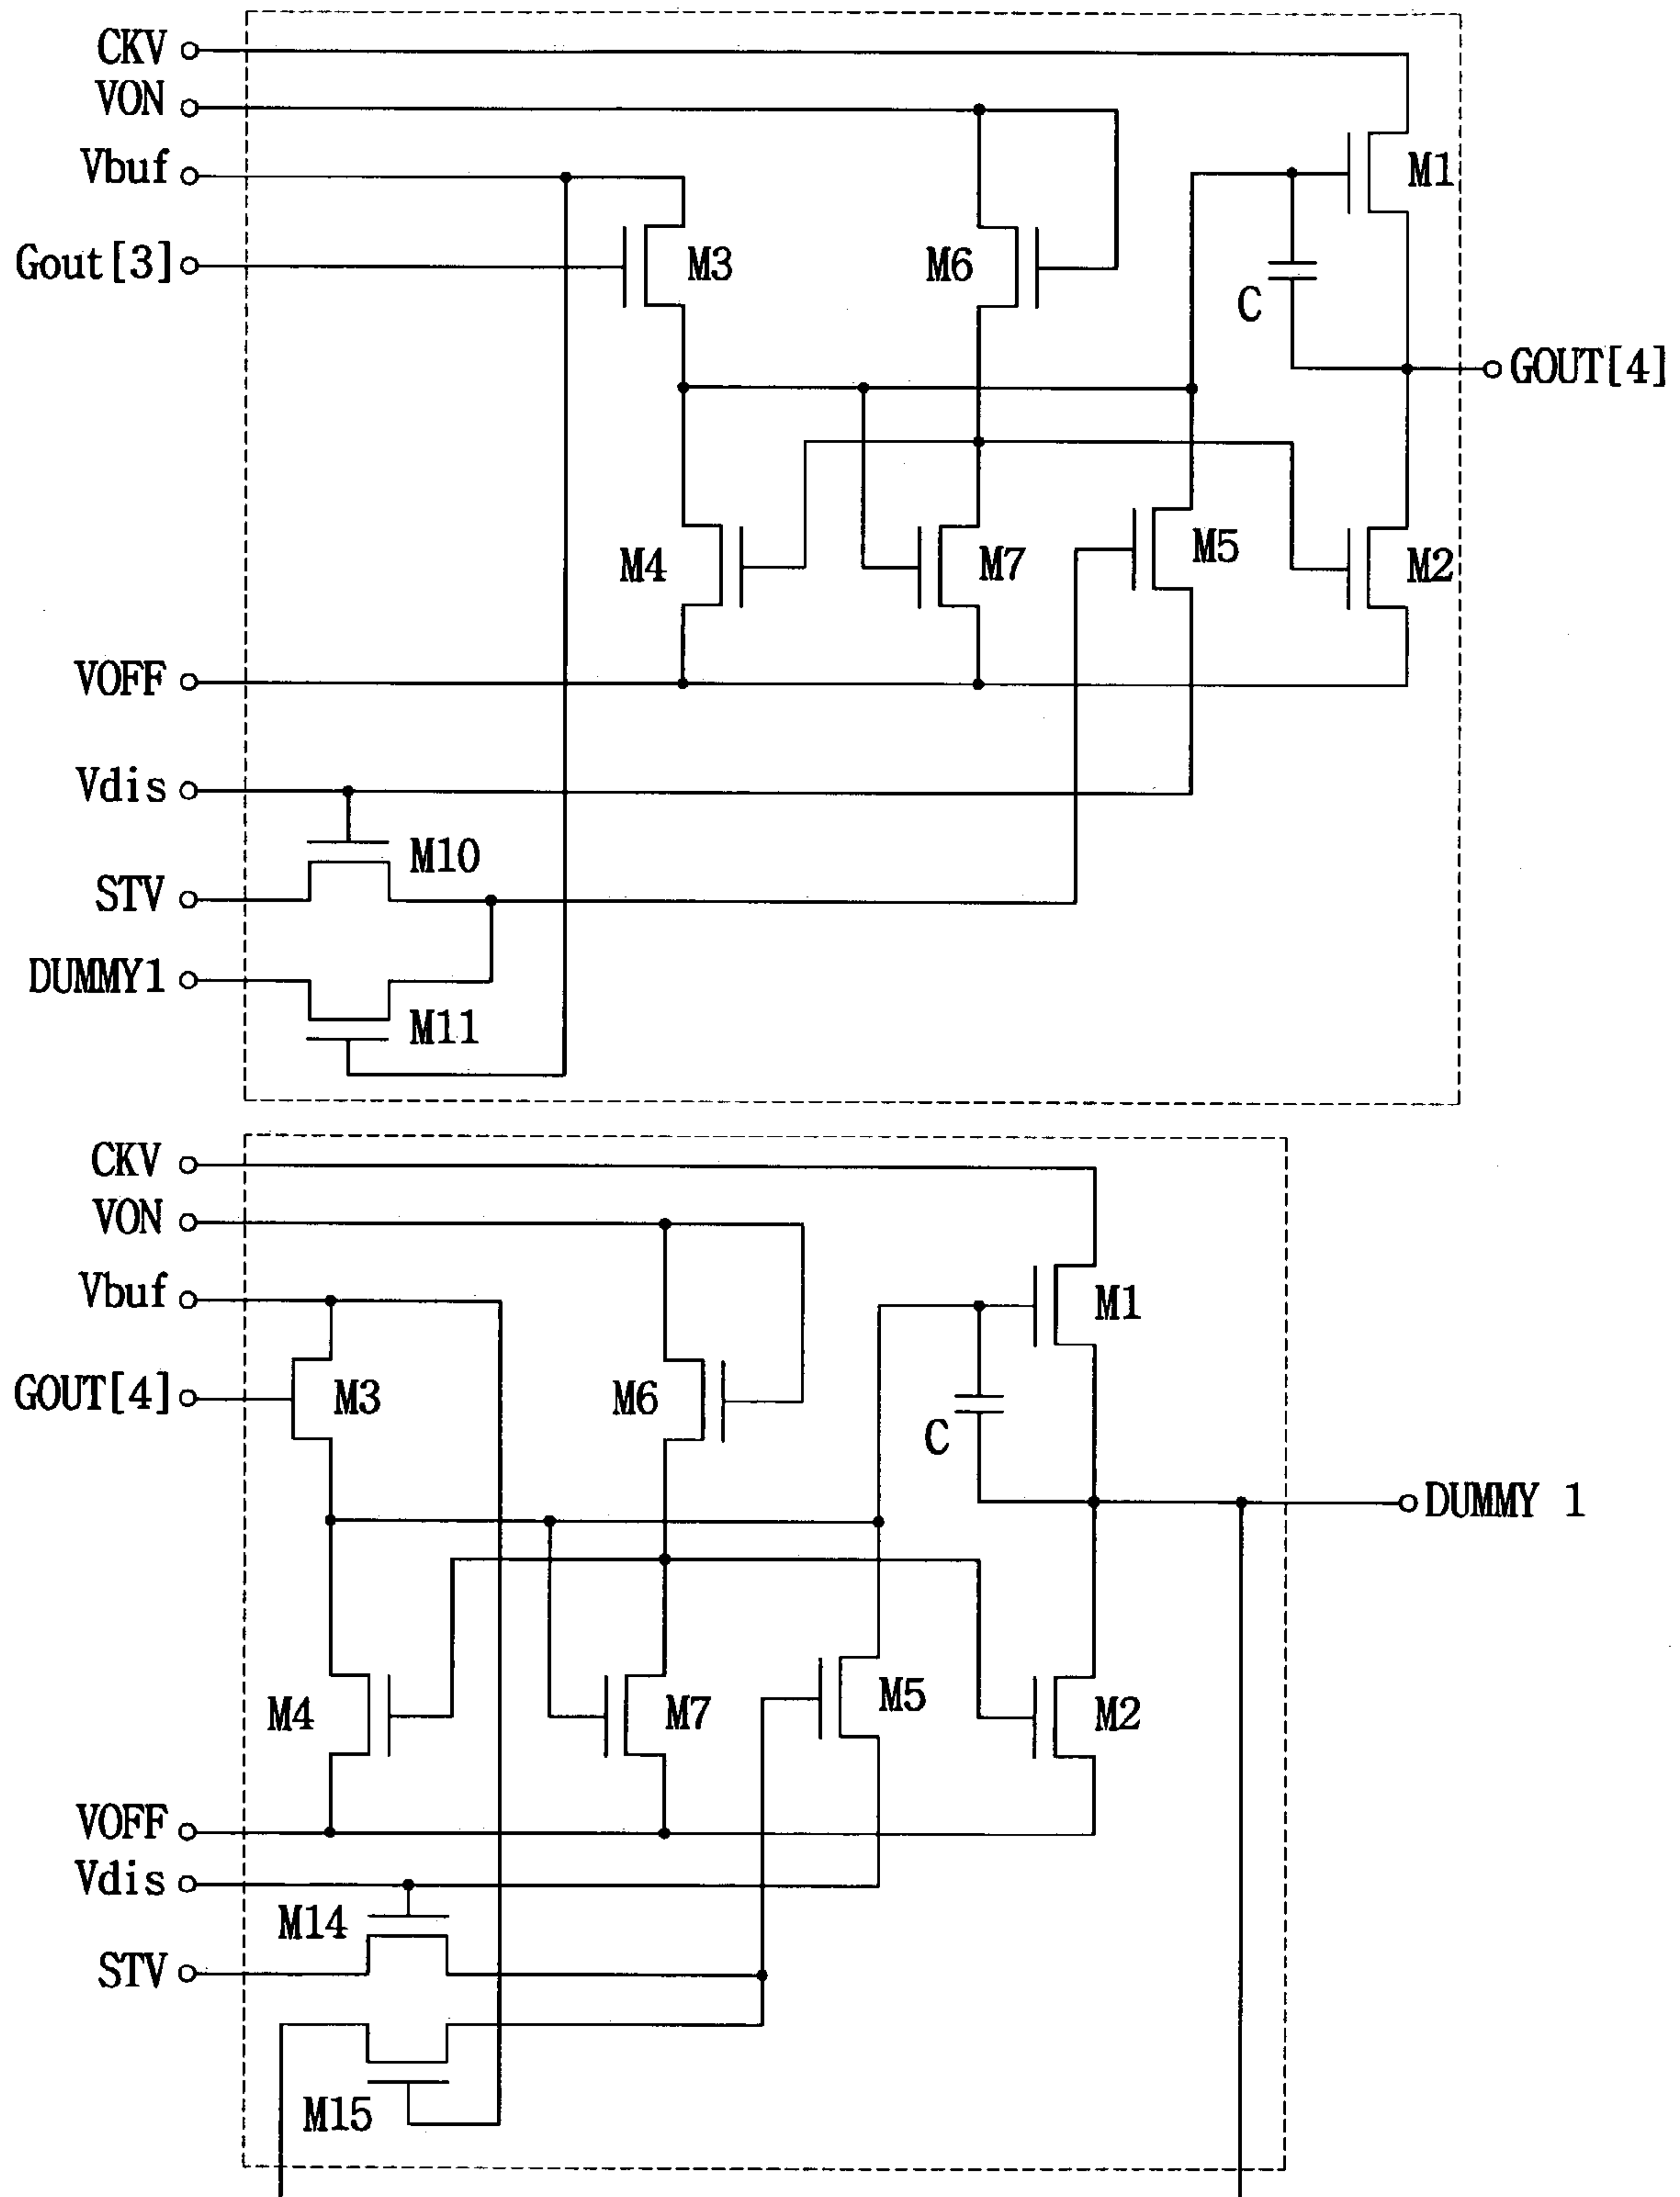 CKV
VON
Vbuf
M1
Gout[3]
M3
M6
C
GOUT[4]
M4
M7
M5
M2
VOFF
Vdis
M10
STV
DUMMY1
M11
CKV
VON
Vbuf
M1
GOUT[4]
M3
M6
C
DUMMY 1
M4
M7
M5
M2
VOFF
Vdis
M14
STV
M15